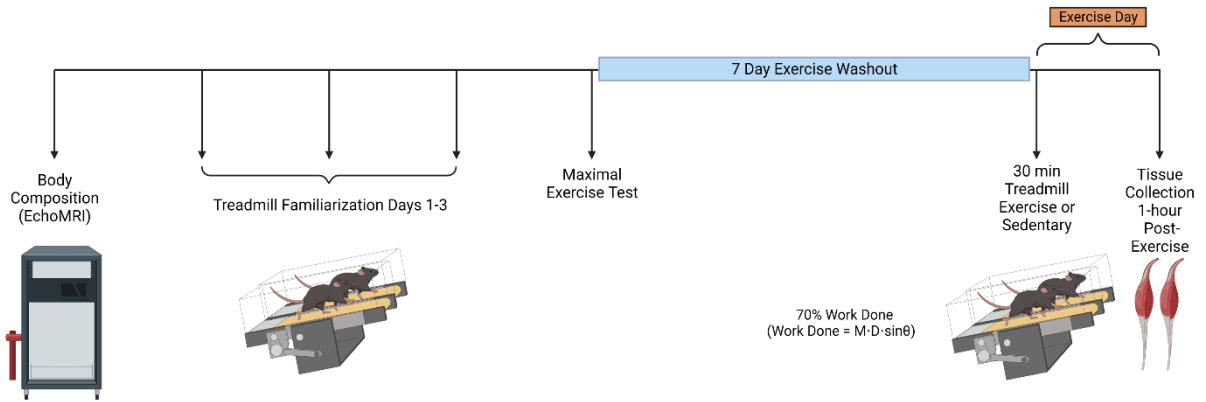 Exercise Day
7 Day Exercise Washout
Body
Composition
(EchoMRI)
Treadmill Familiarization Days 1-3
Maximal
Exercise Test
30 min
Treadmill
Exercise or
Sedentary
Tissue
Collection
1-hour
Post-
Exercise
70% Work Done
(Work Done = M·D·sinθ)